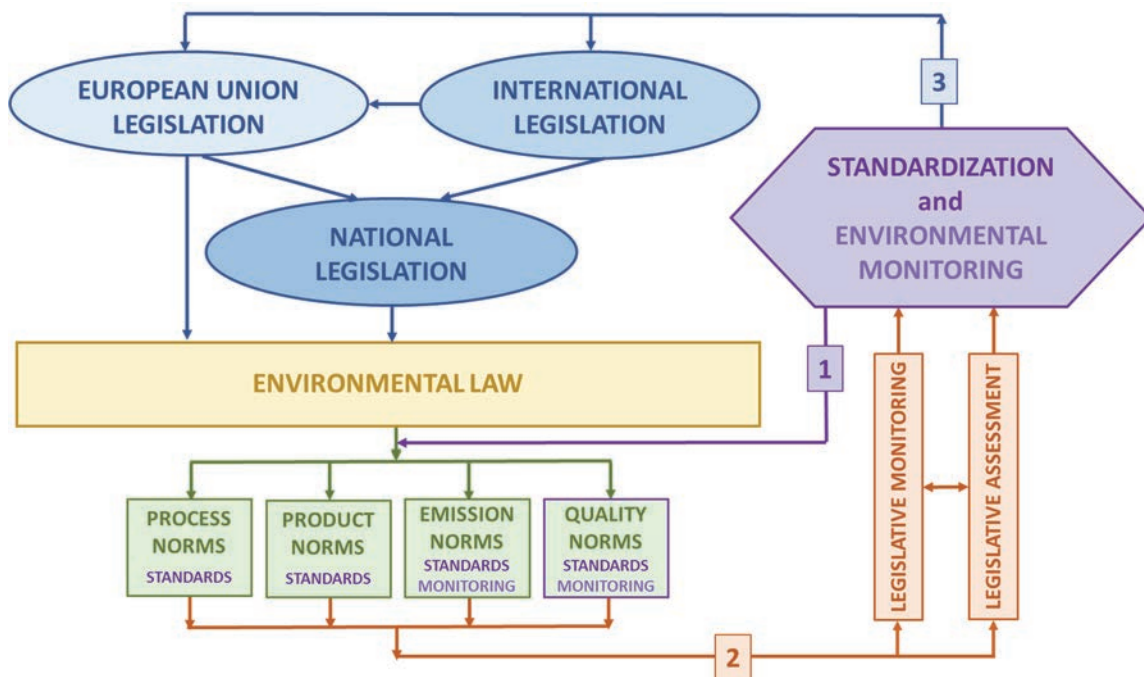 EUROPEAN UNION
LEGISLATION
INTERNATIONAL
LEGISLATION
3
STANDARDIZATION
and
ENVIRONMENTAL
MONITORING
NATIONAL
LEGISLATION
ENVIRONMENTAL LAW
1
LEGISLATIVE MONITORING
LEGISLATIVE ASSESSMENT
PROCESS
NORMS
STANDARDS
PRODUCT
NORMS
STANDARDS
EMISSION
NORMS
STANDARDS
MONITORING
QUALITY
NORMS
STANDARDS
MONITORING
2